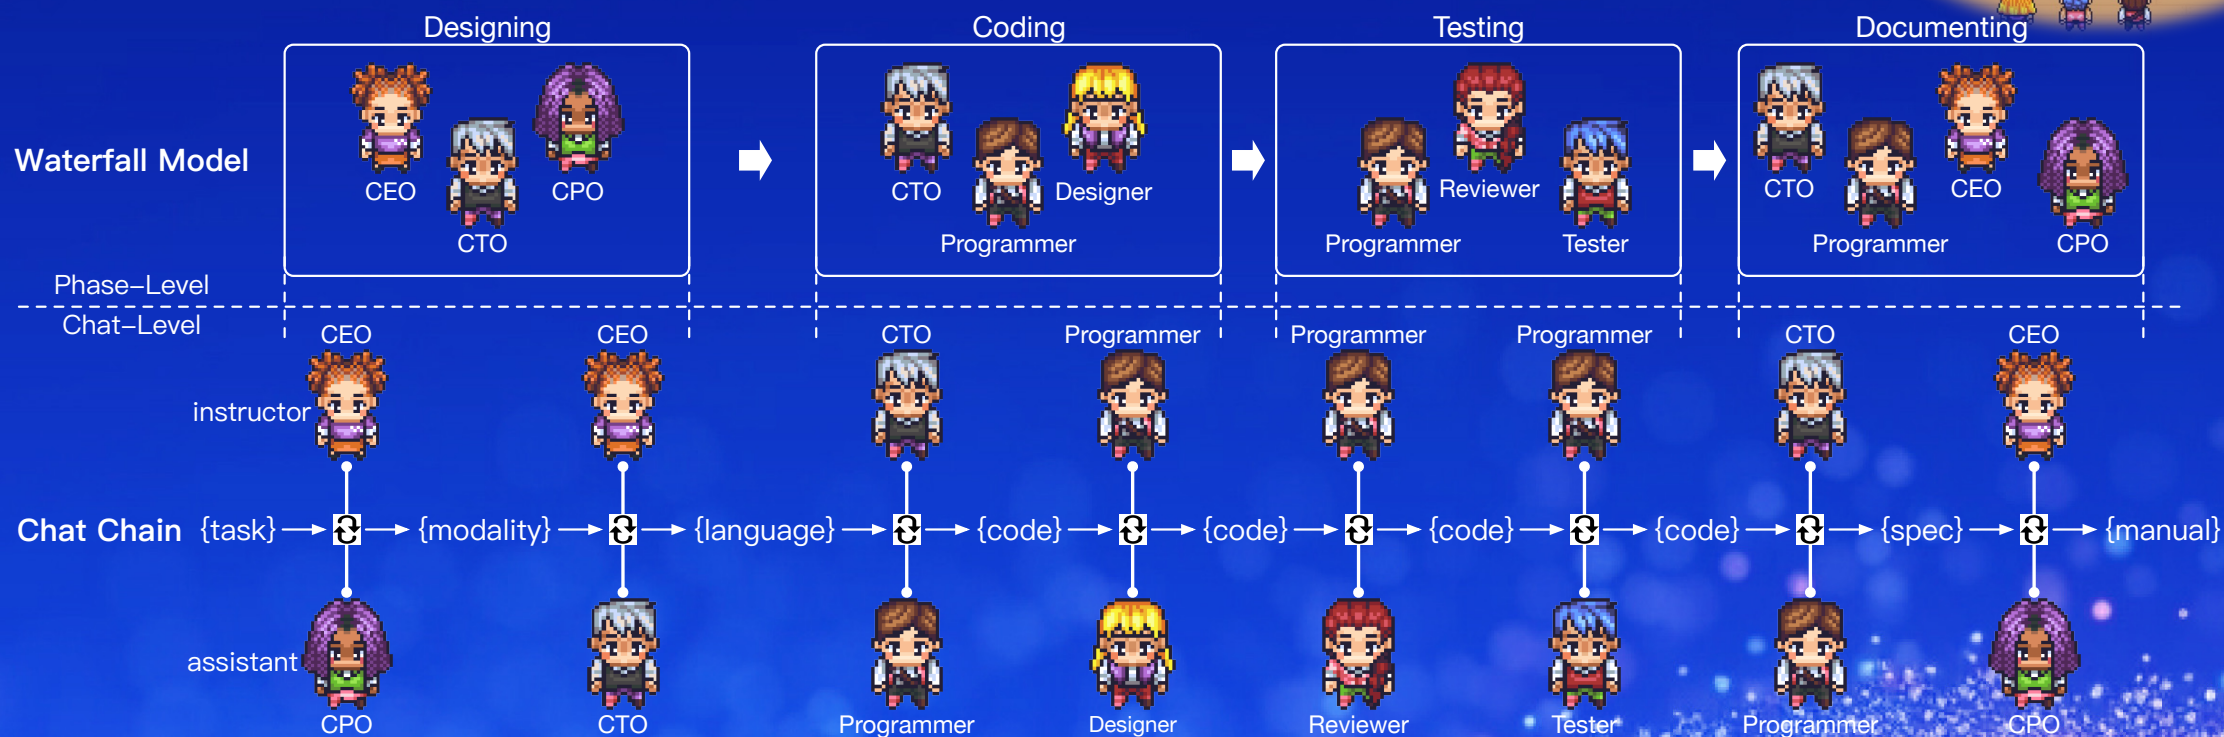 Designing
Coding
Testing
Documenting
Waterfall Model
CEO
CTO
CPO
CTO
Programmer
Designer
Programmer
Reviewer
Tester
CTO
Programmer
CEO
CPO
Phase-Level
Chat-Level
CEO
CEO
CTO
Programmer
Programmer
Programmer
CTO
CEO
instructor
Chat Chain {task} {modality} {language} {code} {code} {code} {code} {spec} {manual}
assistant
CPO
CTO
Programmer
Designer
Reviewer
Tester
Programmer
CPO